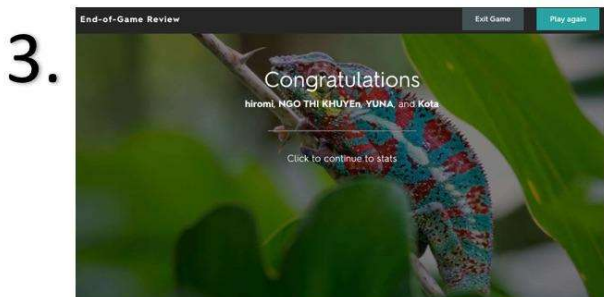 3.
End-of-Game Review
Exit Game
Play again
Congratulations
hiromi, NGO THI KHUYEn, YUNA, and Kota
Click to continue to stats